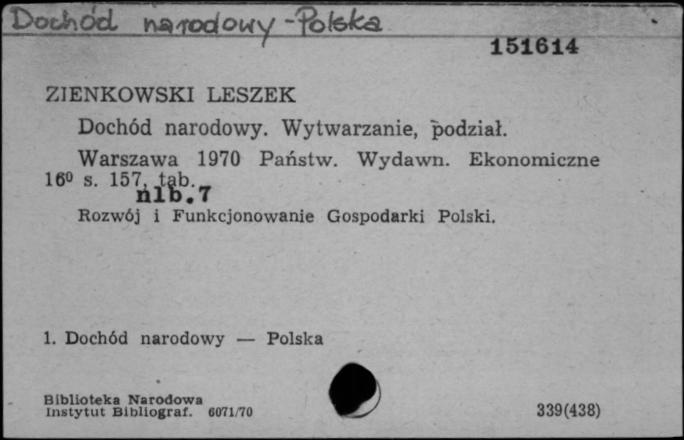 Dochód narodowy - Polska
151614
ZIENKOWSKI LESZEK
Dochód narodowy. Wytwarzanie, podział.
Warszawa 1970 Państw. Wydawn. Ekonomiczne
16⁰ s. 157, tab.
nlb.7
Rozwój i Funkcjonowanie Gospodarki Polski.
1. Dochód narodowy — Polska
Biblioteka Narodowa
Instytut Bibliograf. 6071/70
339(438)